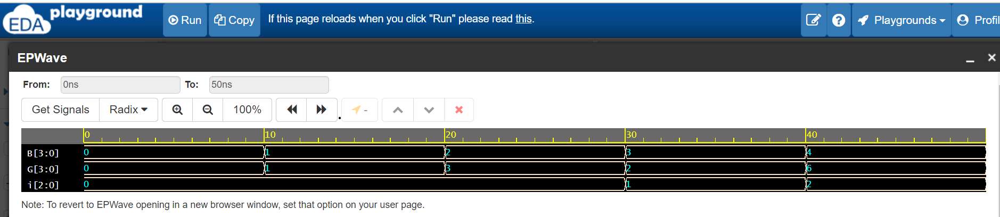 EDA playground
Run Copy If this page reloads when you click "Run" please read this. Playgrounds Profil
EPWave
From: 0ns To: 50ns
Get Signals Radix 100% -
0 10 20 30 40
B[3:0] 0 1 2 3 4
G[3:0] 0 1 3 2 6
i[2:0] 0 1 2
Note: To revert to EPWave opening in a new browser window, set that option on your user page.